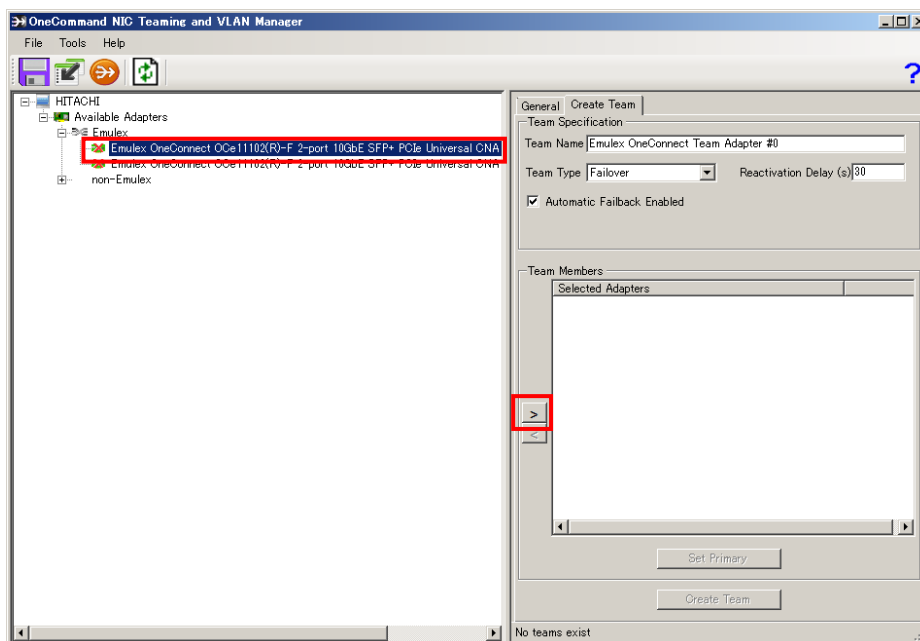 OneCommand NIC Teaming and VLAN Manager
File Tools Help
?
HITACHI
Available Adapters
Emulex
Emulex OneConnect OCe11102(R)-F 2-port 10GbE SFP+ PCIe Universal CNA
Emulex OneConnect OCe11102(R)-F 2-port 10GbE SFP+ PCIe Universal CNA
non-Emulex
General Create Team
Team Specification
Team Name Emulex OneConnect Team Adapter #0
Team Type Failover Reactivation Delay (s) 30
Automatic Failback Enabled
Team Members
Selected Adapters
>
<
Set Primary
Create Team
No teams exist